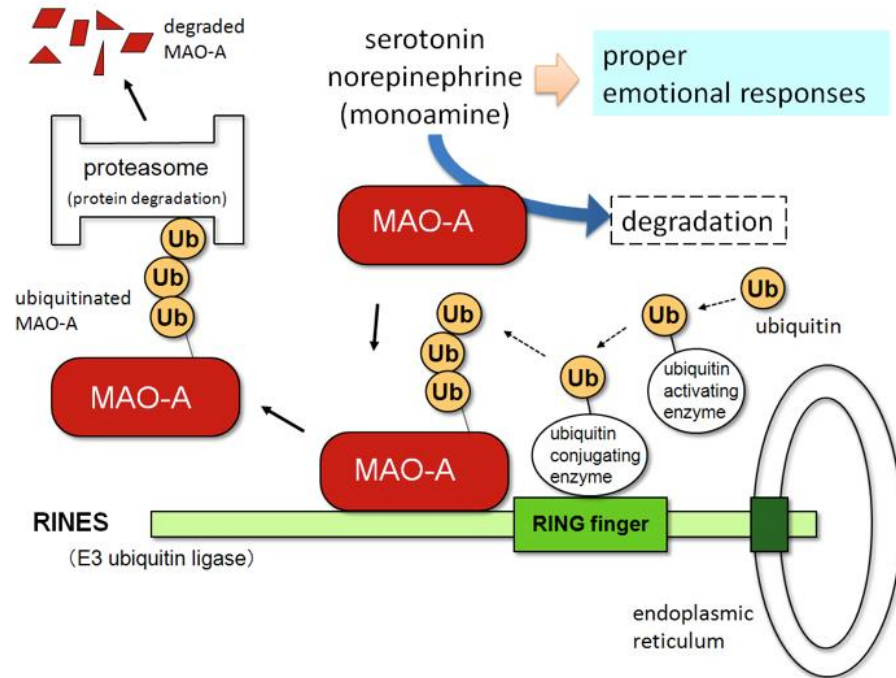 degraded
MAO-A
serotonin
norepinephrine
(monoamine)
proper
emotional responses
proteasome
(protein degradation)
MAO-A
degradation
Ub
Ub
Ub
ubiquitinated
MAO-A
Ub
Ub
Ub
Ub
Ub
Ub
ubiquitin
ubiquitin
activating
enzyme
MAO-A
ubiquitin
conjugating
enzyme
MAO-A
RINES
RING finger
(E3 ubiquitin ligase)
endoplasmic
reticulum